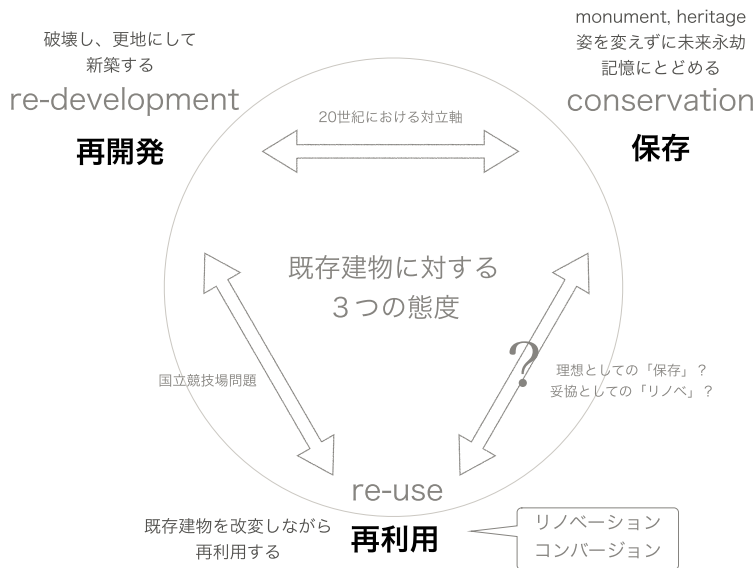 破壊し、更地にして
新築する
re-development
再開発
monument, heritage
姿を変えずに未来永劫
記憶にとどめる
conservation
保存
20世紀における対立軸
既存建物に対する
３つの態度
国立競技場問題
?
理想としての「保存」？
妥協としての「リノベ」？
re-use
再利用
既存建物を改変しながら
再利用する
リノベーション
コンバージョン